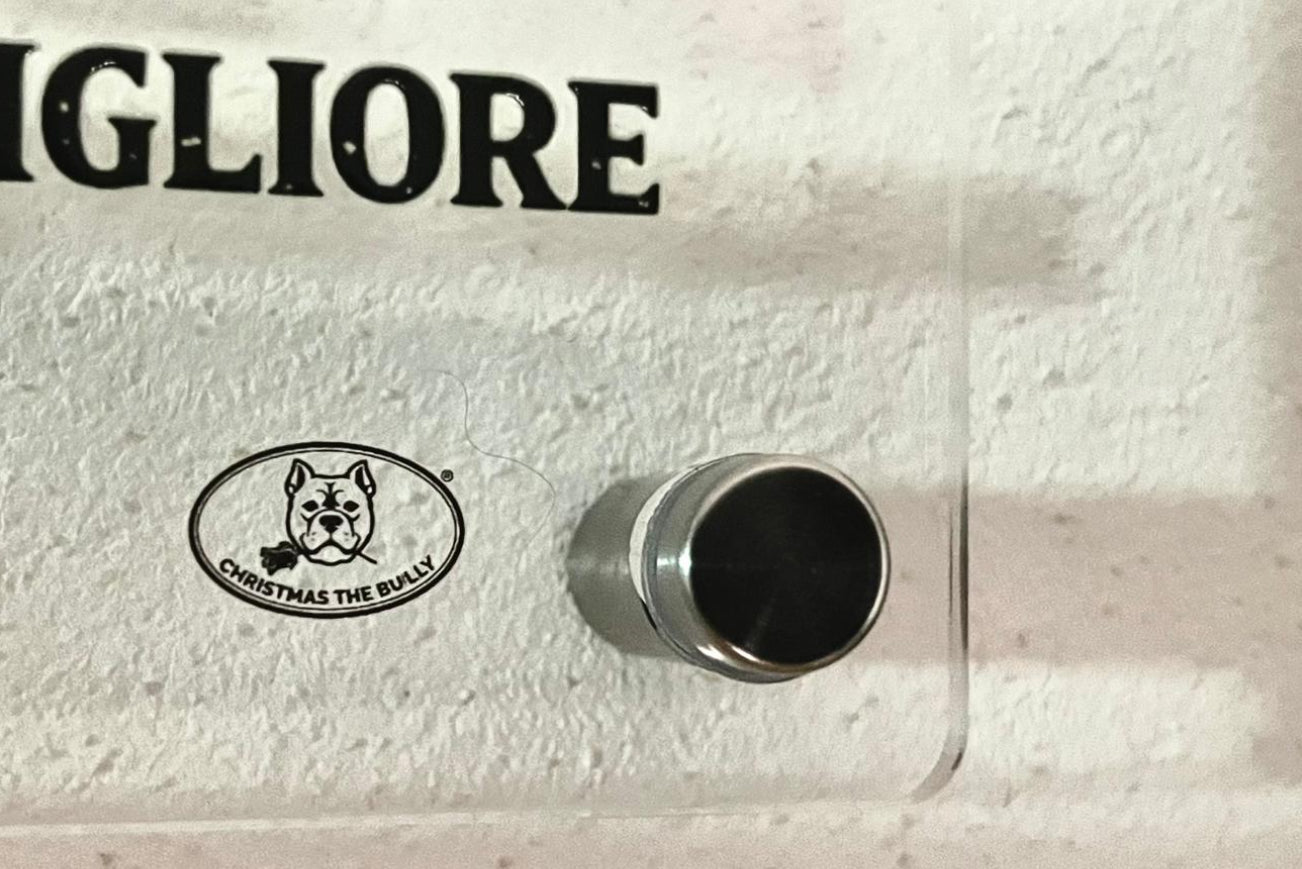 IGLIORE
®
CHRISTMAS THE BULLY